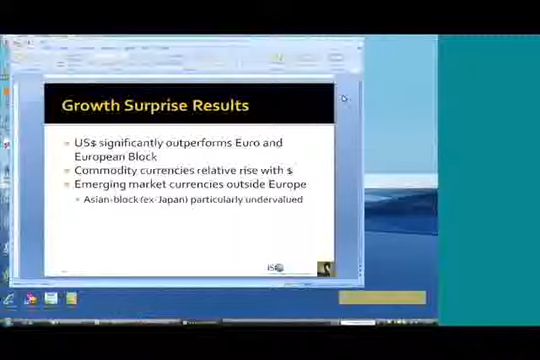 Growth Surprise Results
US$ significantly outperforms Euro and
European Block
Commodity currencies relative rise with $
Emerging market currencies outside Europe
Asian-block (ex-Japan) particularly undervalued